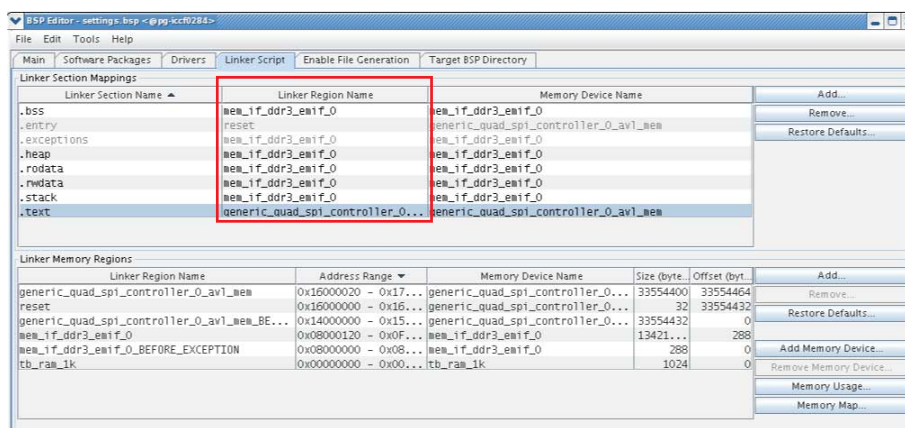 BSP Editor - settings.bsp <@pg-iccf0284>
File Edit Tools Help
Main Software Packages Drivers Linker Script Enable File Generation Target BSP Directory
Linker Section Mappings
Linker Section Name Linker Region Name Memory Device Name Add...
.bss mem_if_ddr3_emif_0 mem_if_ddr3_emif_0 Remove...
.entry reset generic_quad_spi_controller_0_avl_mem Restore Defaults...
.exceptions mem_if_ddr3_emif_0 mem_if_ddr3_emif_0
.heap mem_if_ddr3_emif_0 mem_if_ddr3_emif_0
.rodata mem_if_ddr3_emif_0 mem_if_ddr3_emif_0
.rwdata mem_if_ddr3_emif_0 mem_if_ddr3_emif_0
.stack mem_if_ddr3_emif_0 mem_if_ddr3_emif_0
.text generic_quad_spi_controller_0... generic_quad_spi_controller_0_avl_mem
Linker Memory Regions
Linker Region Name Address Range Memory Device Name Size (byte... Offset (byt... Add...
generic_quad_spi_controller_0_avl_mem 0x16000020 - 0x17... generic_quad_spi_controller_0... 33554400 33554464 Remove...
reset 0x16000000 - 0x16... generic_quad_spi_controller_0... 32 33554432 Restore Defaults...
generic_quad_spi_controller_0_avl_mem_BE... 0x14000000 - 0x15... generic_quad_spi_controller_0... 33554432 0
mem_if_ddr3_emif_0 0x08000120 - 0x0F... mem_if_ddr3_emif_0 13421... 288
mem_if_ddr3_emif_0_BEFORE_EXCEPTION 0x08000000 - 0x08... mem_if_ddr3_emif_0 288 0 Add Memory Device...
tb_ram_1k 0x00000000 - 0x00... tb_ram_1k 1024 0 Remove Memory Device...
Memory Usage...
Memory Map...